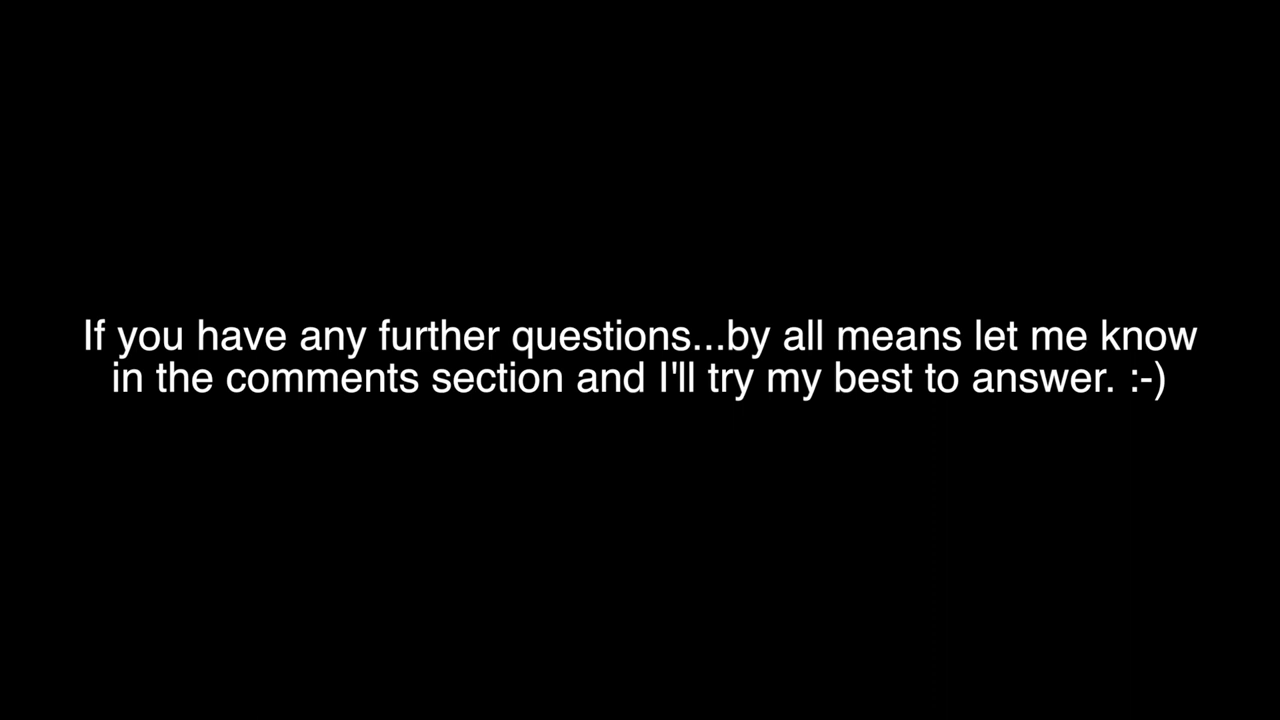 If you have any further questions...by all means let me know
in the comments section and I'll try my best to answer. :-)